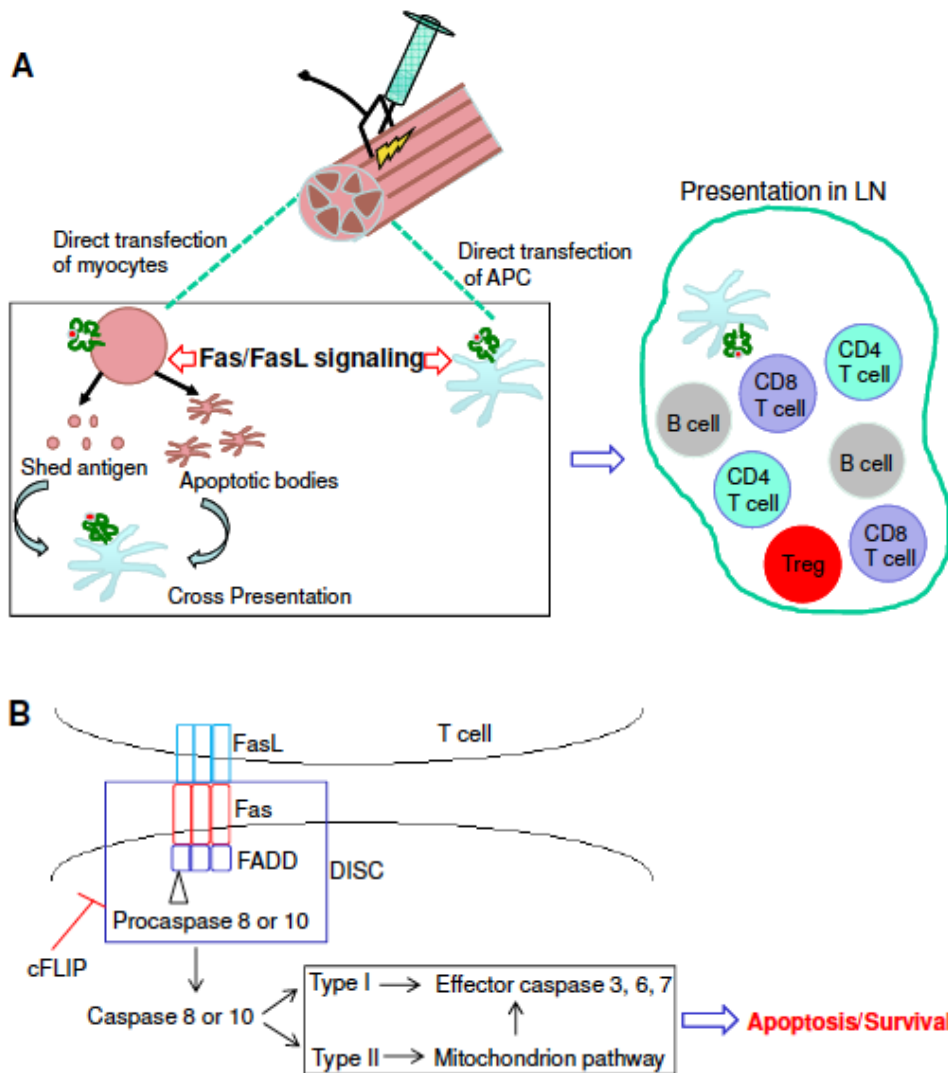 A
Presentation in LN
Direct transfection
of myocytes
Direct transfection
of APC
Fas/FasL signaling
CD4
T cell
CD8
T cell
B cell
B cell
Shed antigen
Apoptotic bodies
CD4
T cell
CD8
T cell
Treg
Cross Presentation
B
FasL
T cell
Fas
FADD
DISC
Procaspase 8 or 10
cFLIP
Type I
Effector caspase 3, 6, 7
Caspase 8 or 10
Apoptosis/Survival
Type II
Mitochondrion pathway